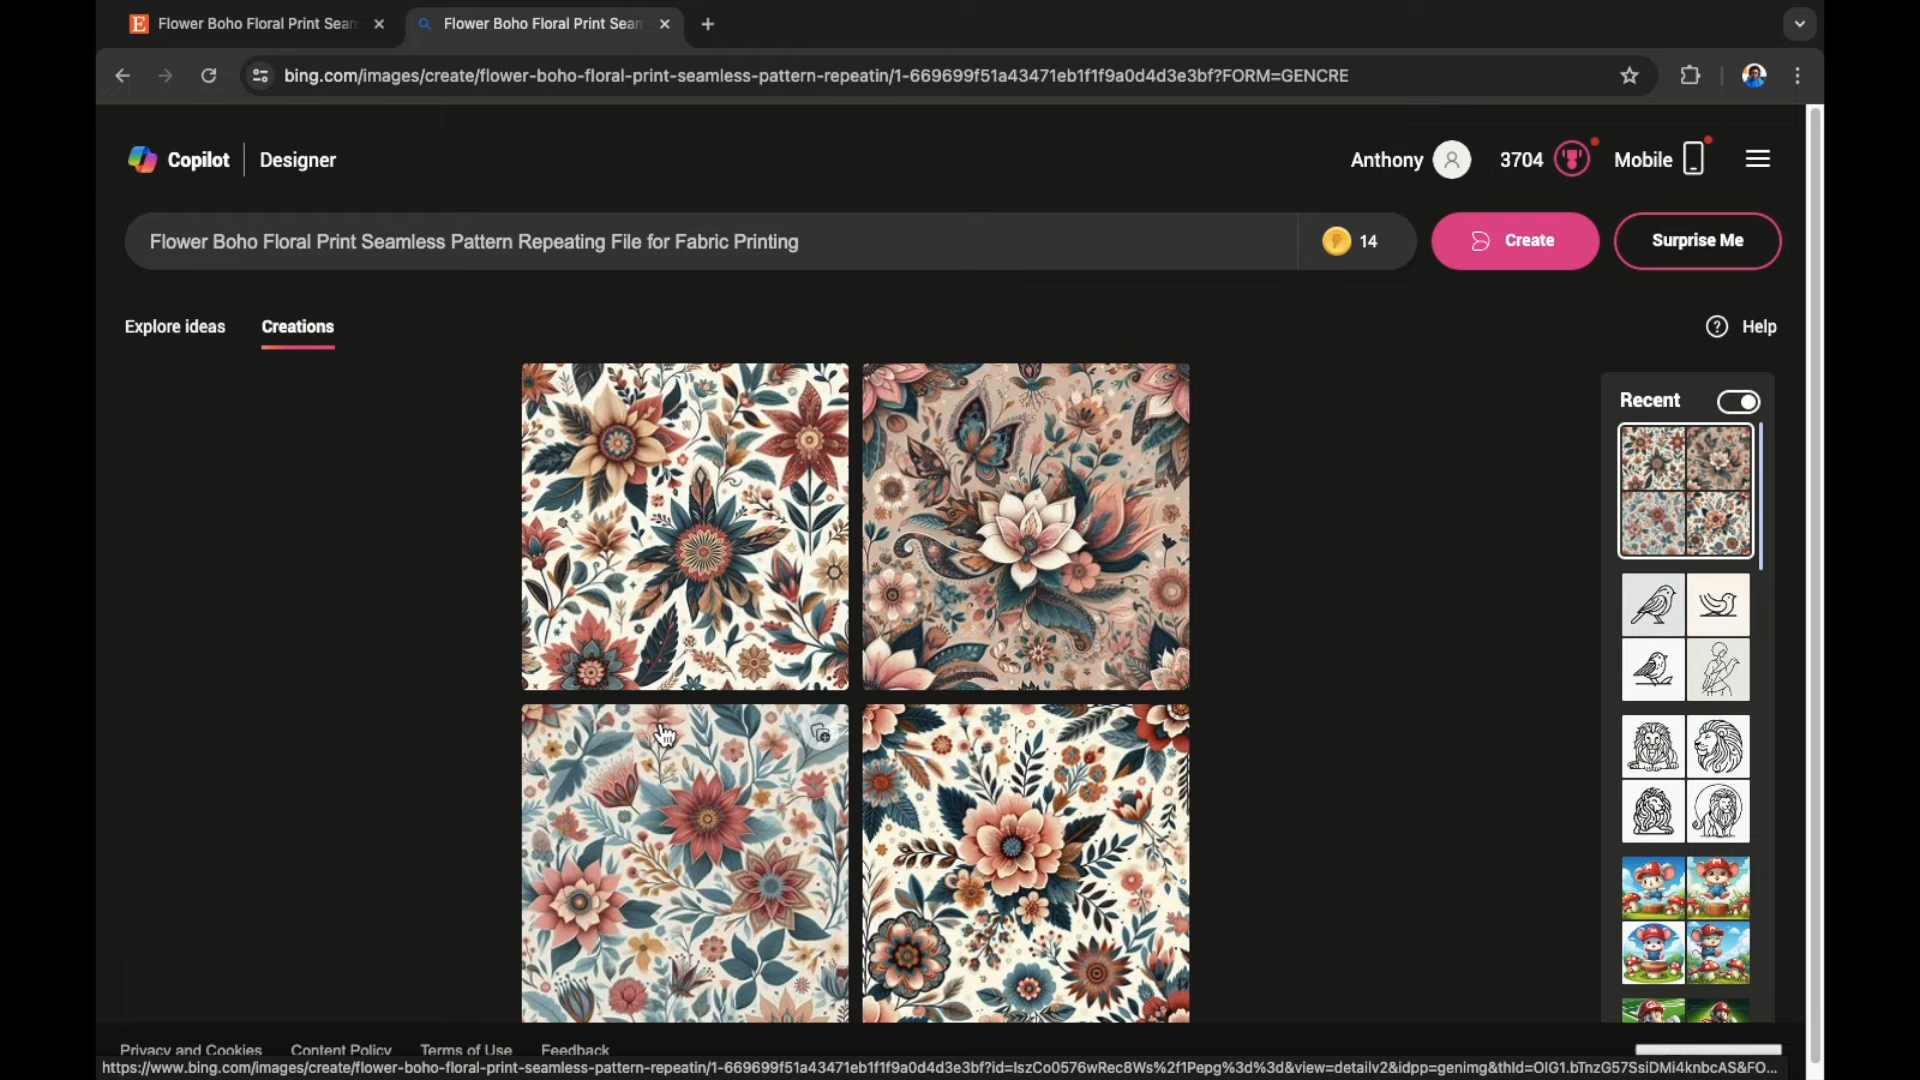 Flower Boho Floral Print Sean
Flower Boho Floral Print Sean
bing.com/images/create/flower-boho-floral-print-seamless-pattern-repeatin/1-669699f51a43471eb1f1f9a0d4d3e3bf?FORM=GENCRE
Copilot Designer Anthony 3704 Mobile
Flower Boho Floral Print Seamless Pattern Repeating File for Fabric Printing 14 Create Surprise Me
Explore ideas Creations Help
Recent
Privacy and Cookies Content Policy Terms of Use Feedback
https://www.bing.com/images/create/flower-boho-floral-print-seamless-pattern-repeatin/1-669699f51a43471eb1f1f9a0d4d3e3bf?id=IszCo0576wRec8Ws%2f1Pepg%3d%3d&view=detailv2&idpp=genimg&thId=OIG1.bTnzG57SsiDMi4knbcAS&FO...